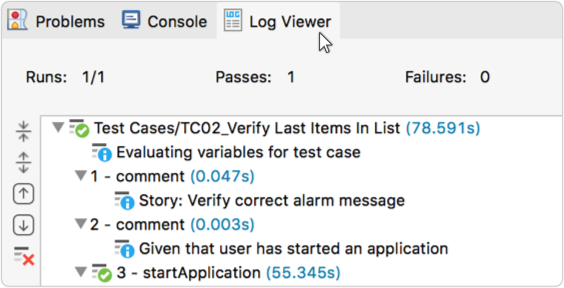 Problems Console LOG Log Viewer
Runs: 1/1 Passes: 1 Failures: 0
Test Cases/TC02_Verify Last Items In List (78.591s)
Evaluating variables for test case
1 - comment (0.047s)
Story: Verify correct alarm message
2 - comment (0.003s)
Given that user has started an application
3 - startApplication (55.345s)